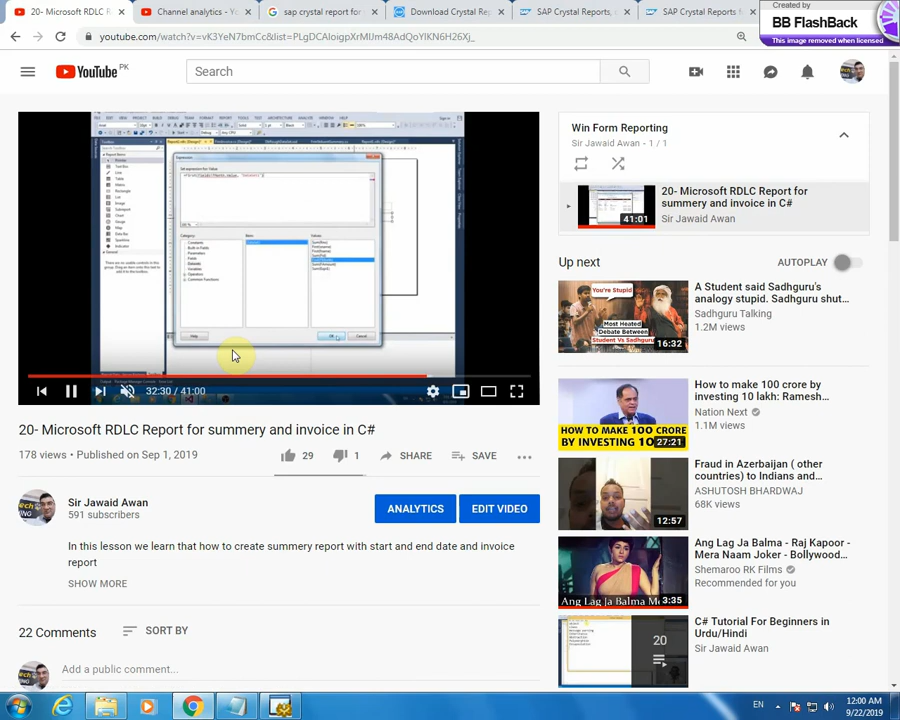 20- Microsoft RDLC Report for s
Channel analytics - Yo
sap crystal report for
Download Crystal Rep
SAP Crystal Reports, a
SAP Crystal Reports fo
Created by
BB FlashBack
This image removed when licensed
youtube.com/watch?v=vK3YeN7bmCc&list=PLgDCAloigpXrMlUm48AdQoYlKN6H26Xj_
YouTube PK
Search
Win Form Reporting
Sir Jawaid Awan - 1 / 1
20- Microsoft RDLC Report for
summery and invoice in C#
Sir Jawaid Awan
41:01
Up next
AUTOPLAY
A Student said Sadhguru's
analogy stupid. Sadhguru shut...
Sadhguru Talking
1.2M views
You're Stupid
Most Heated
Debate Between
Student Vs Sadhguru
16:32
32:30 / 41:00
20- Microsoft RDLC Report for summery and invoice in C#
178 views • Published on Sep 1, 2019
29
1
SHARE
SAVE
How to make 100 crore by
investing 10 lakh: Ramesh...
Nation Next
1.1M views
HOW TO MAKE 100 CRORE
BY INVESTING 10
27:21
Fraud in Azerbaijan ( other
countries) to Indians and...
ASHUTOSH BHARDWAJ
68K views
12:57
Sir Jawaid Awan
591 subscribers
ANALYTICS
EDIT VIDEO
In this lesson we learn that how to create summery report with start and end date and invoice
report
SHOW MORE
Ang Lag Ja Balma - Raj Kapoor -
Mera Naam Joker - Bollywood...
Shemaroo RK Films
Recommended for you
Ang Lag Ja Balma
3:35
22 Comments
SORT BY
Add a public comment...
C# Tutorial For Beginners in
Urdu/Hindi
Sir Jawaid Awan
20
EN
12:00 AM
9/22/2019